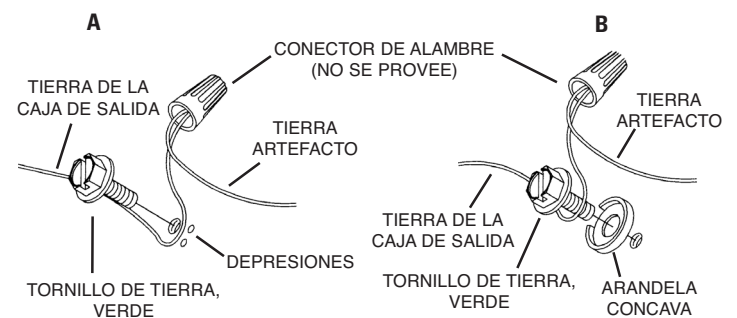 A
B
CONECTOR DE ALAMBRE
(NO SE PROVEE)
TIERRA DE LA
CAJA DE SALIDA
TIERRA
ARTEFACTO
DEPRESIONES
TORNILLO DE TIERRA,
VERDE
TIERRA
ARTEFACTO
TIERRA DE LA
CAJA DE SALIDA
TORNILLO DE TIERRA,
VERDE
ARANDELA
CONCAVA